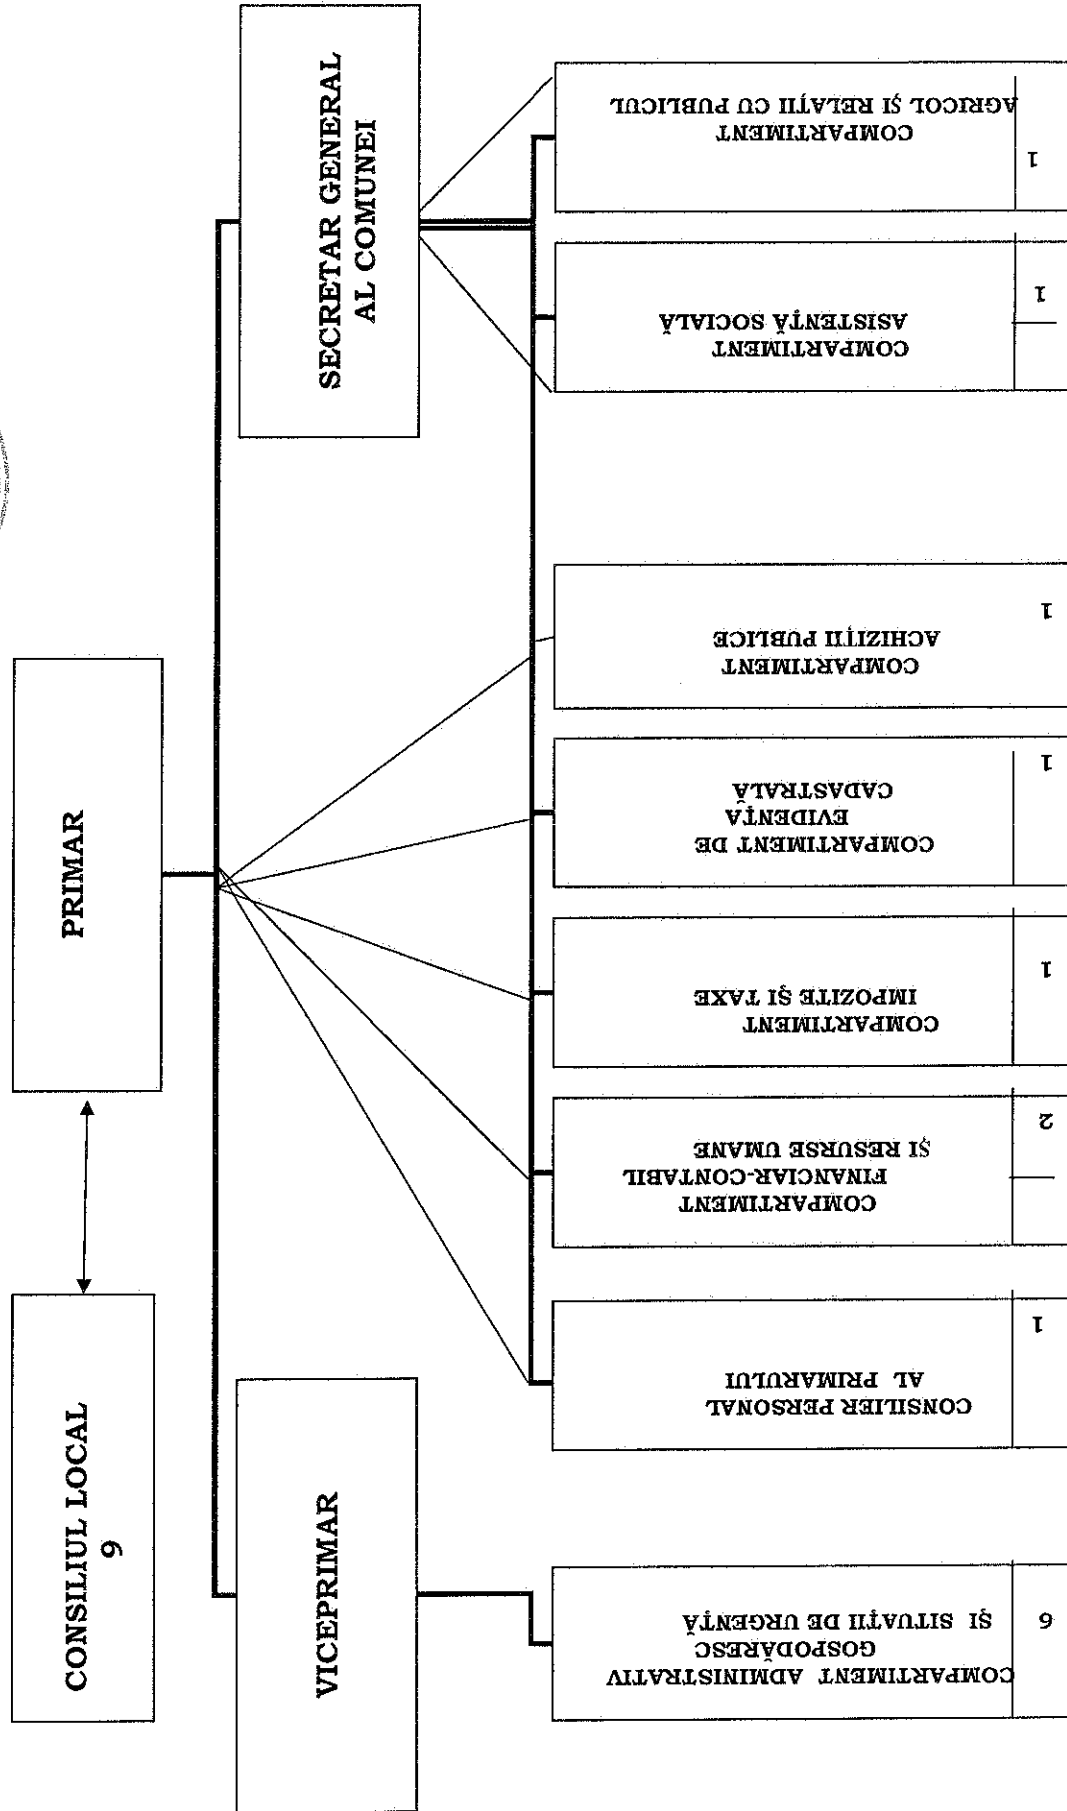 CONSILIUL LOCAL
9
PRIMAR
VICEPRIMAR
SECRETAR GENERAL
AL COMUNEI
COMPARTIMENT ADMINISTRATIV
GOSPODĂRESC
ȘI SITUAȚII DE URGENȚĂ
9
CONSILIER PERSONAL
AL PRIMARULUI
1
COMPARTIMENT
FINANCIAR-CONTABIL
ȘI RESURSE UMANE
2
COMPARTIMENT
IMPOZITE ȘI TAXE
1
COMPARTIMENT DE
EVIDENȚĂ
CADASTRALĂ
1
COMPARTIMENT
ACHIZIȚII PUBLICE
1
COMPARTIMENT
ASISTENȚĂ SOCIALĂ
1
COMPARTIMENT
AGRICOL ȘI RELAȚII CU PUBLICUL
1